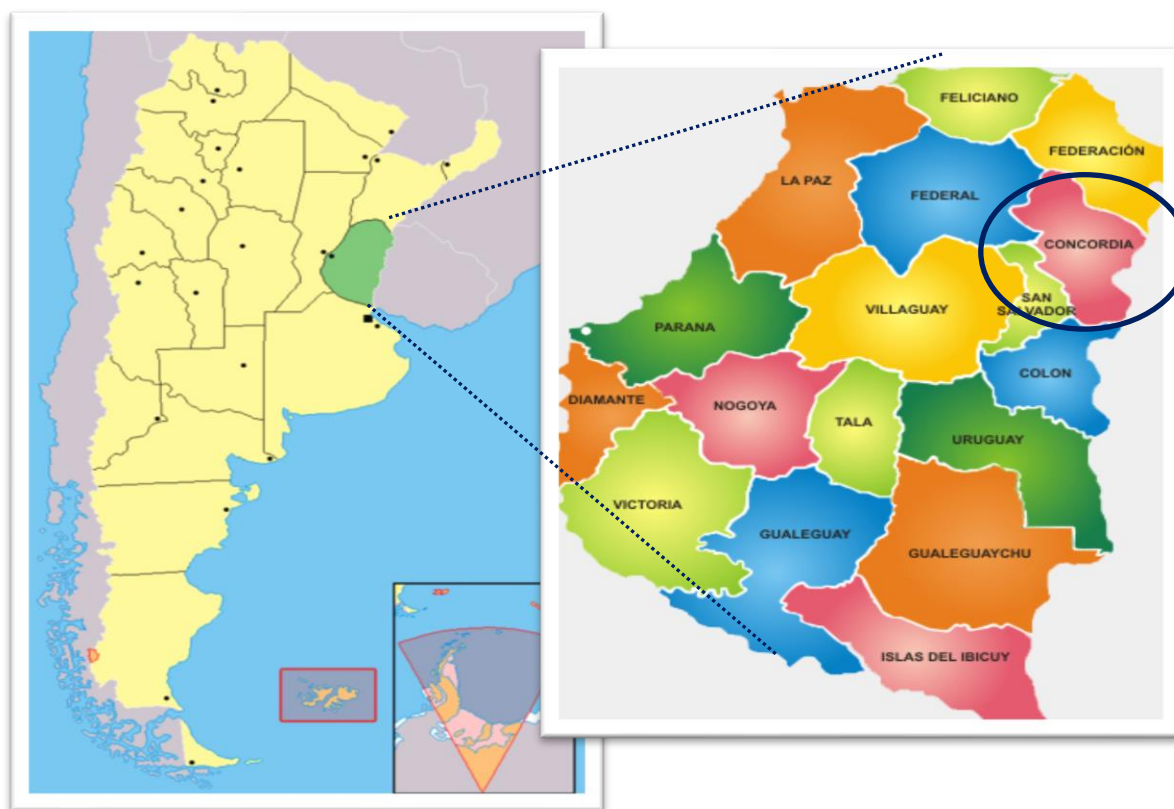 FELICIANO
FEDERACIÓN
LA PAZ
FEDERAL
CONCORDIA
SAN
SALVADOR
VILLAGUAY
PARANA
COLON
DIAMANTE
NOGOYA
TALA
URUGUAY
VICTORIA
GUALEGUAY
GUALEGUAYCHU
ISLAS DEL IBICUY